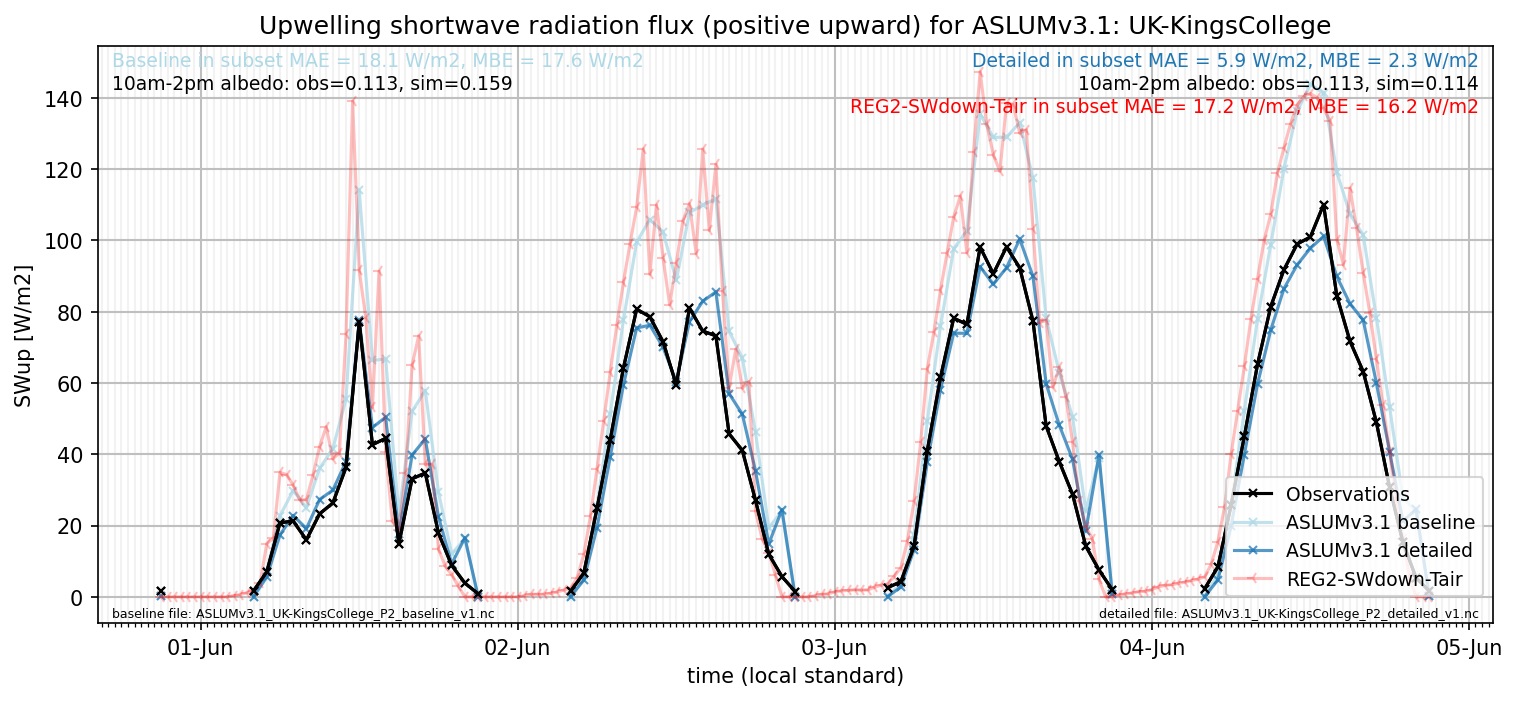 Upwelling shortwave radiation flux (positive upward) for ASLUMv3.1: UK-KingsCollege
Baseline in subset MAE = 18.1 W/m2, MBE = 17.6 W/m2
10am-2pm albedo: obs=0.113, sim=0.159
Detailed in subset MAE = 5.9 W/m2, MBE = 2.3 W/m2
10am-2pm albedo: obs=0.113, sim=0.114
REG2-SWdown-Tair in subset MAE = 17.2 W/m2, MBE = 16.2 W/m2
SWup [W/m2]
140
120
100
80
60
40
20
0
Observations
ASLUMv3.1 baseline
ASLUMv3.1 detailed
REG2-SWdown-Tair
baseline file: ASLUMv3.1_UK-KingsCollege_P2_baseline_v1.nc
detailed file: ASLUMv3.1_UK-KingsCollege_P2_detailed_v1.nc
01-Jun
02-Jun
03-Jun
04-Jun
05-Jun
time (local standard)